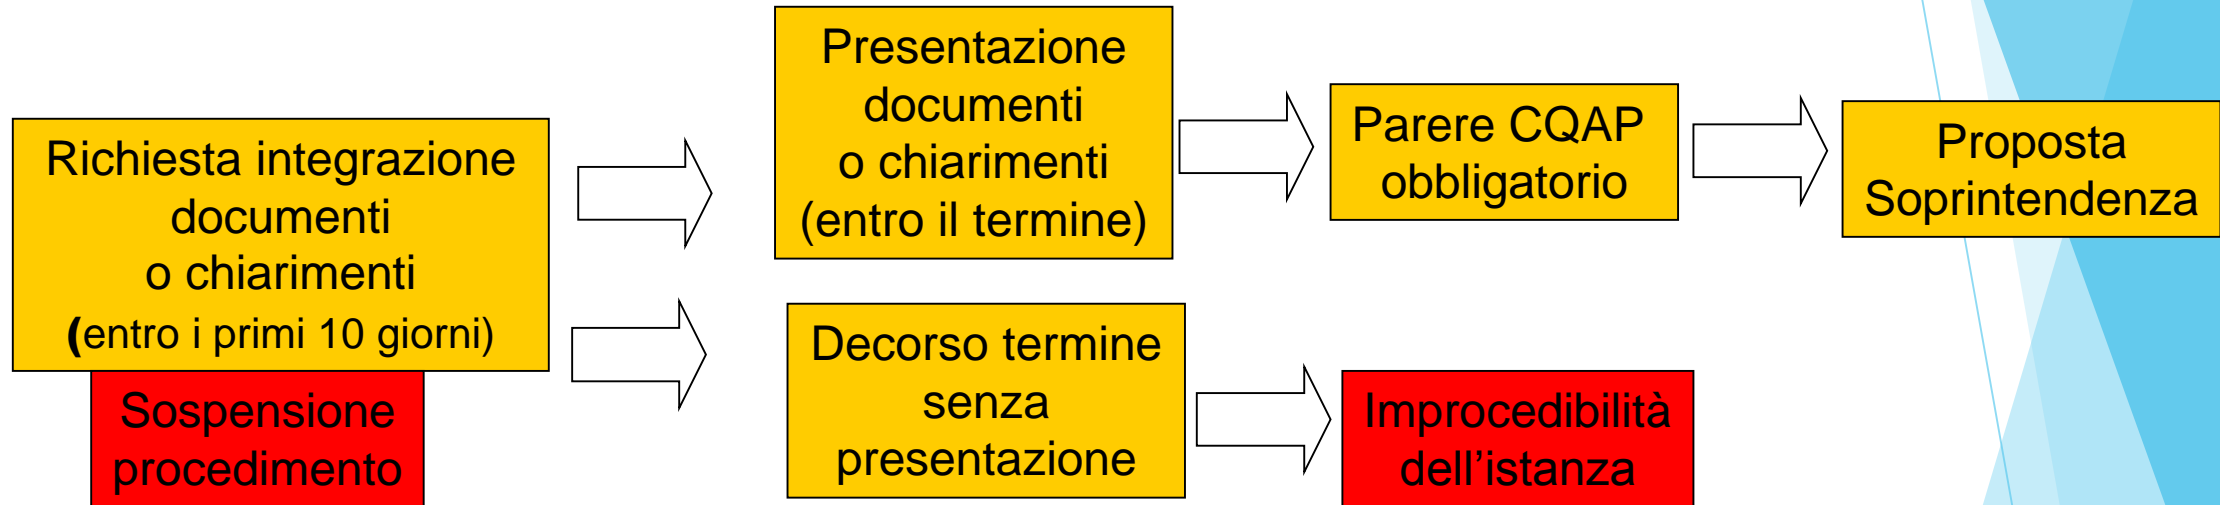 Richiesta integrazione
documenti
o chiarimenti
(entro i primi 10 giorni)
Sospensione
procedimento
Presentazione
documenti
o chiarimenti
(entro il termine)
Parere CQAP
obbligatorio
Proposta
Soprintendenza
Decorso termine
senza
presentazione
Improcedibilità
dell’istanza